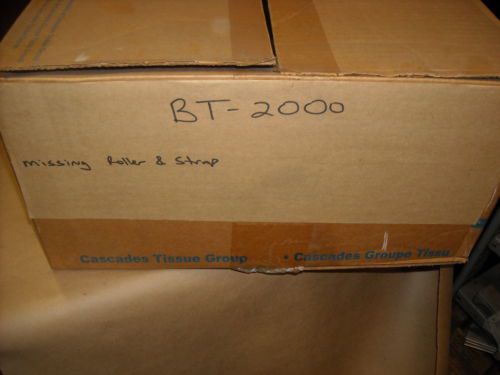 BT-2000
missing Roller & Strap
Cascades Tissue Group • Cascades Groupe Tissu